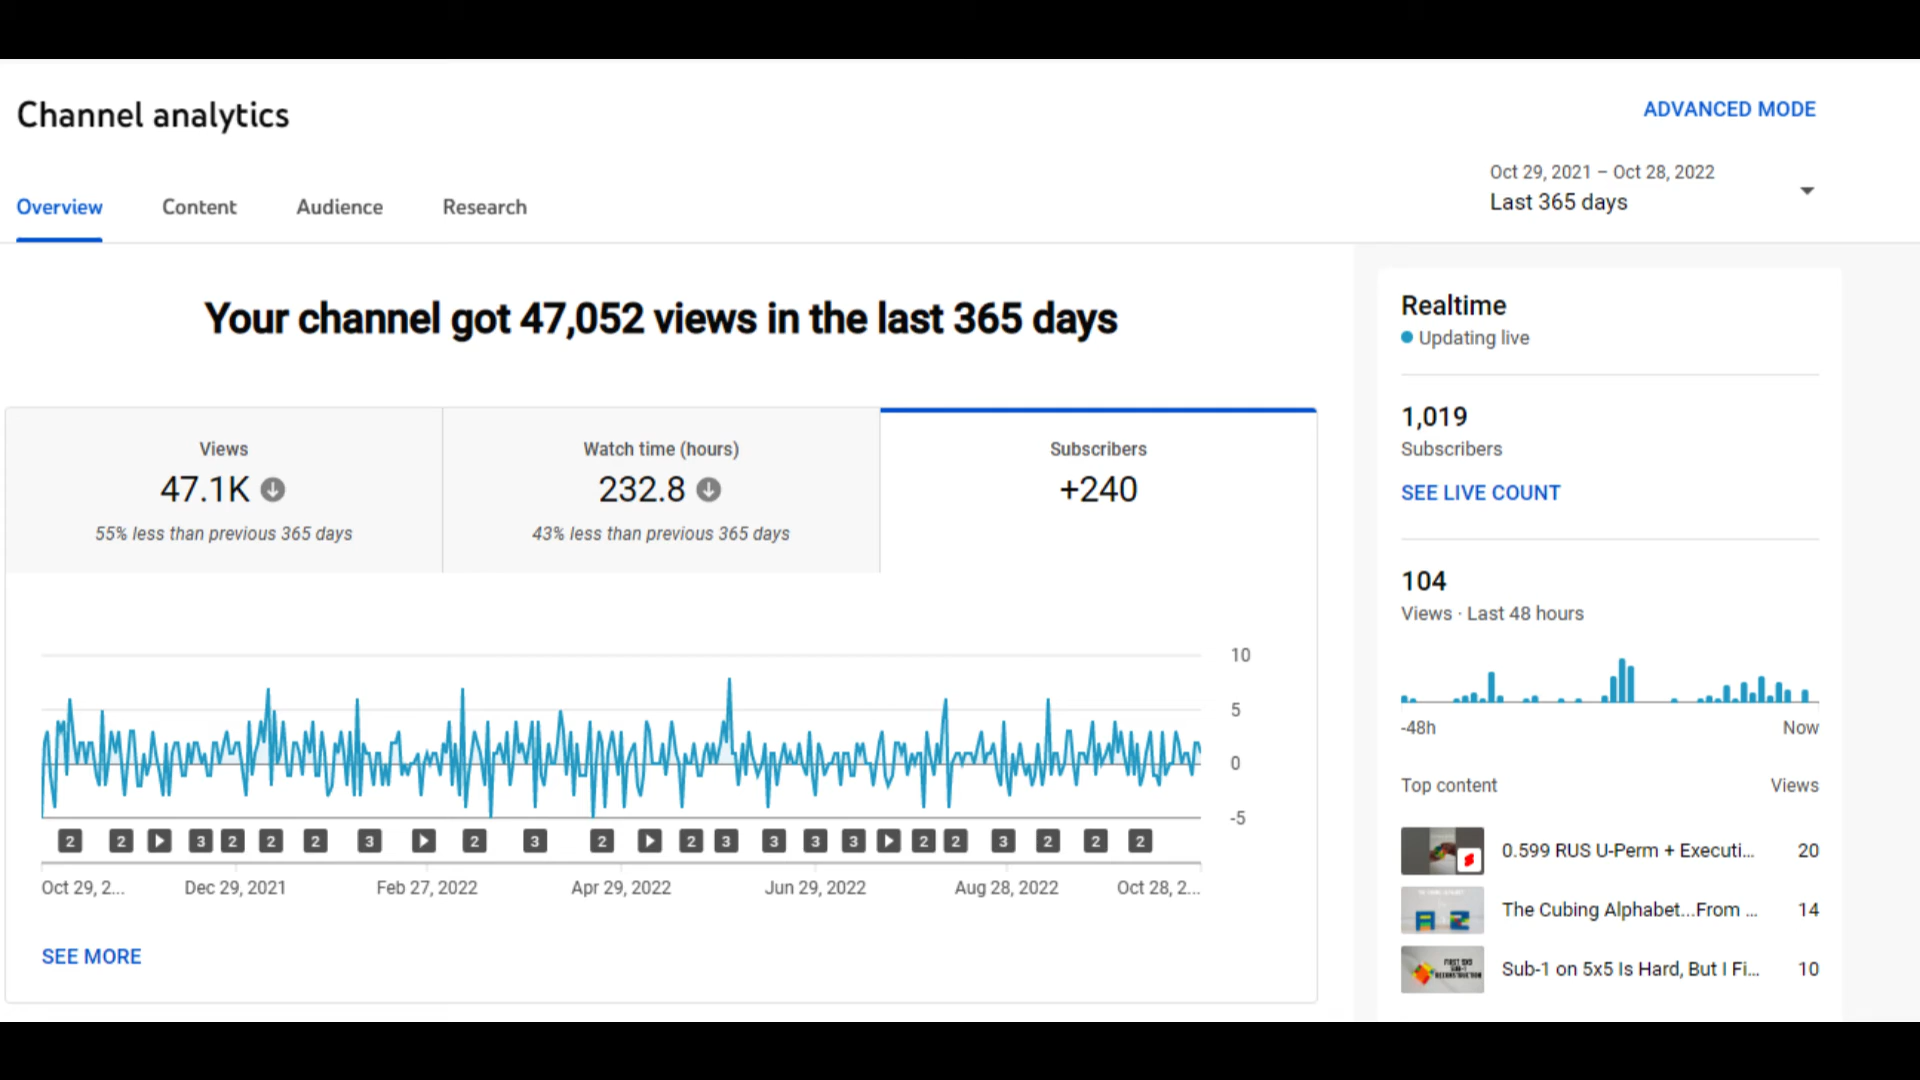 Channel analytics
ADVANCED MODE
Oct 29, 2021 – Oct 28, 2022
Last 365 days
Overview
Content
Audience
Research
Your channel got 47,052 views in the last 365 days
Views
47.1K
55% less than previous 365 days
Watch time (hours)
232.8
43% less than previous 365 days
Subscribers
+240
10
5
0
-5
2 2 3 2 2 2 3 2 3 2 2 3 3 3 3 2 2 3 2 2 2
Oct 29, 2... Dec 29, 2021 Feb 27, 2022 Apr 29, 2022 Jun 29, 2022 Aug 28, 2022 Oct 28, 2...
SEE MORE
Realtime
Updating live
1,019
Subscribers
SEE LIVE COUNT
104
Views · Last 48 hours
-48h Now
Top content Views
0.599 RUS U-Perm + Executi... 20
The Cubing Alphabet...From ... 14
A Z
Sub-1 on 5x5 Is Hard, But I Fi... 10
FIRST 5X5
SUB-1
RECONSTRUCTION